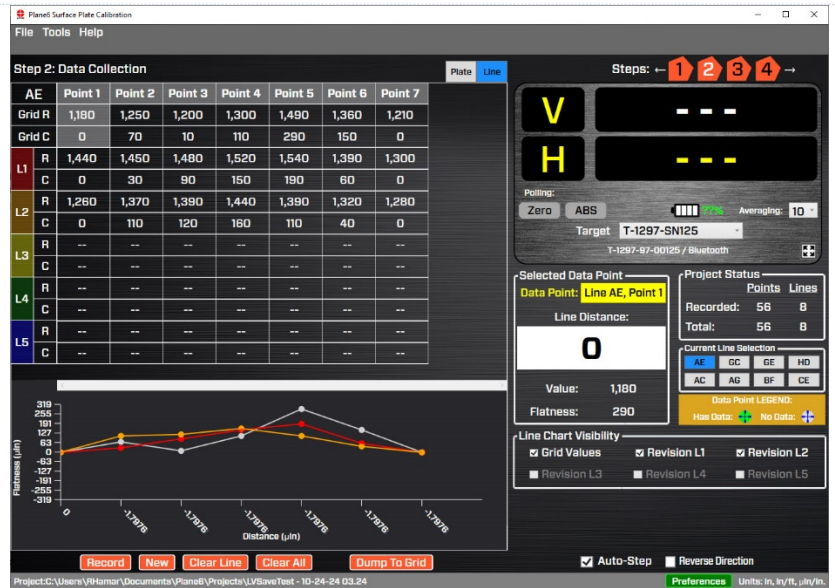 Plane6 Surface Plate Calibration
File Tools Help
Step 2: Data Collection
Plate Line
AE Point 1 Point 2 Point 3 Point 4 Point 5 Point 6 Point 7
Grid R 1,180 1,250 1,200 1,300 1,490 1,360 1,210
Grid C 0 70 10 110 290 150 0
L1 R 1,440 1,450 1,480 1,520 1,540 1,390 1,300
C 0 30 90 150 190 60 0
L2 R 1,260 1,370 1,390 1,440 1,390 1,320 1,280
C 0 110 120 160 110 40 0
L3 R -- -- -- -- -- -- --
C -- -- -- -- -- -- --
L4 R -- -- -- -- -- -- --
C -- -- -- -- -- -- --
L5 R -- -- -- -- -- -- --
C -- -- -- -- -- -- --
Flatness (µin)
319
255
191
127
63
0
-63
-127
-191
-255
-319
0 -1.7976 -1.7976 -1.7976 -1.7976 -1.7976 -1.7976
Distance (µin)
Record New Clear Line Clear All Dump To Grid
Steps: ← 1 2 3 4 →
V ---
H ---
Polling:
Zero ABS 77% Averaging: 10
Target T-1297-SN125
T-1297-97-00125 / Bluetooth
Selected Data Point
Data Point: Line AE, Point 1
Line Distance:
0
Value: 1,180
Flatness: 290
Project Status
Points Lines
Recorded: 56 8
Total: 56 8
Current Line Selection
AE GC GE HD
AC AG BF CE
Data Point LEGEND:
Has Data: No Data:
Line Chart Visibility
Grid Values Revision L1 Revision L2
Revision L3 Revision L4 Revision L5
Auto-Step Reverse Direction
Project:C:\Users\RHamar\Documents\Plane6\Projects\LVSaveTest - 10-24-24 03.24
Preferences Units: in, in/ft, µin/in